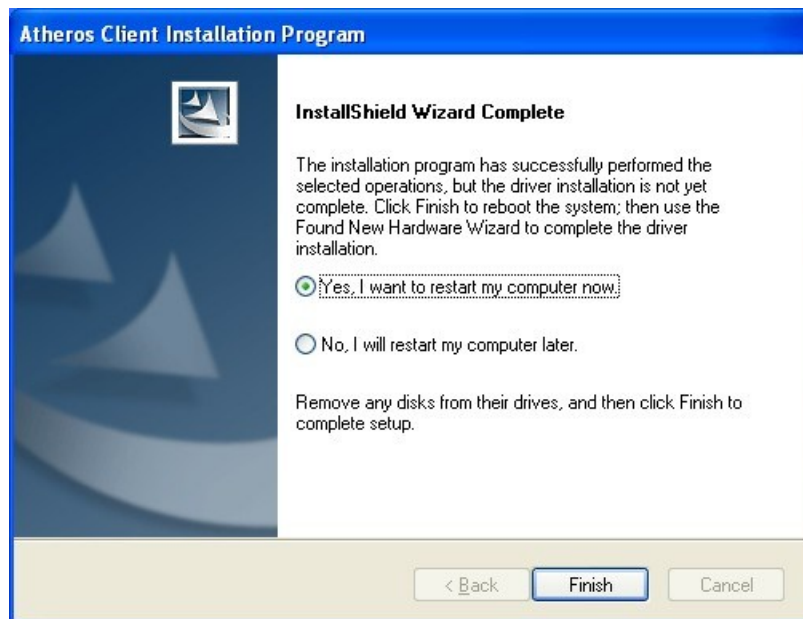 Atheros Client Installation Program
InstallShield Wizard Complete
The installation program has successfully performed the
selected operations, but the driver installation is not yet
complete. Click Finish to reboot the system; then use the
Found New Hardware Wizard to complete the driver
installation.
Yes, I want to restart my computer now.
No, I will restart my computer later.
Remove any disks from their drives, and then click Finish to
complete setup.
< Back Finish Cancel